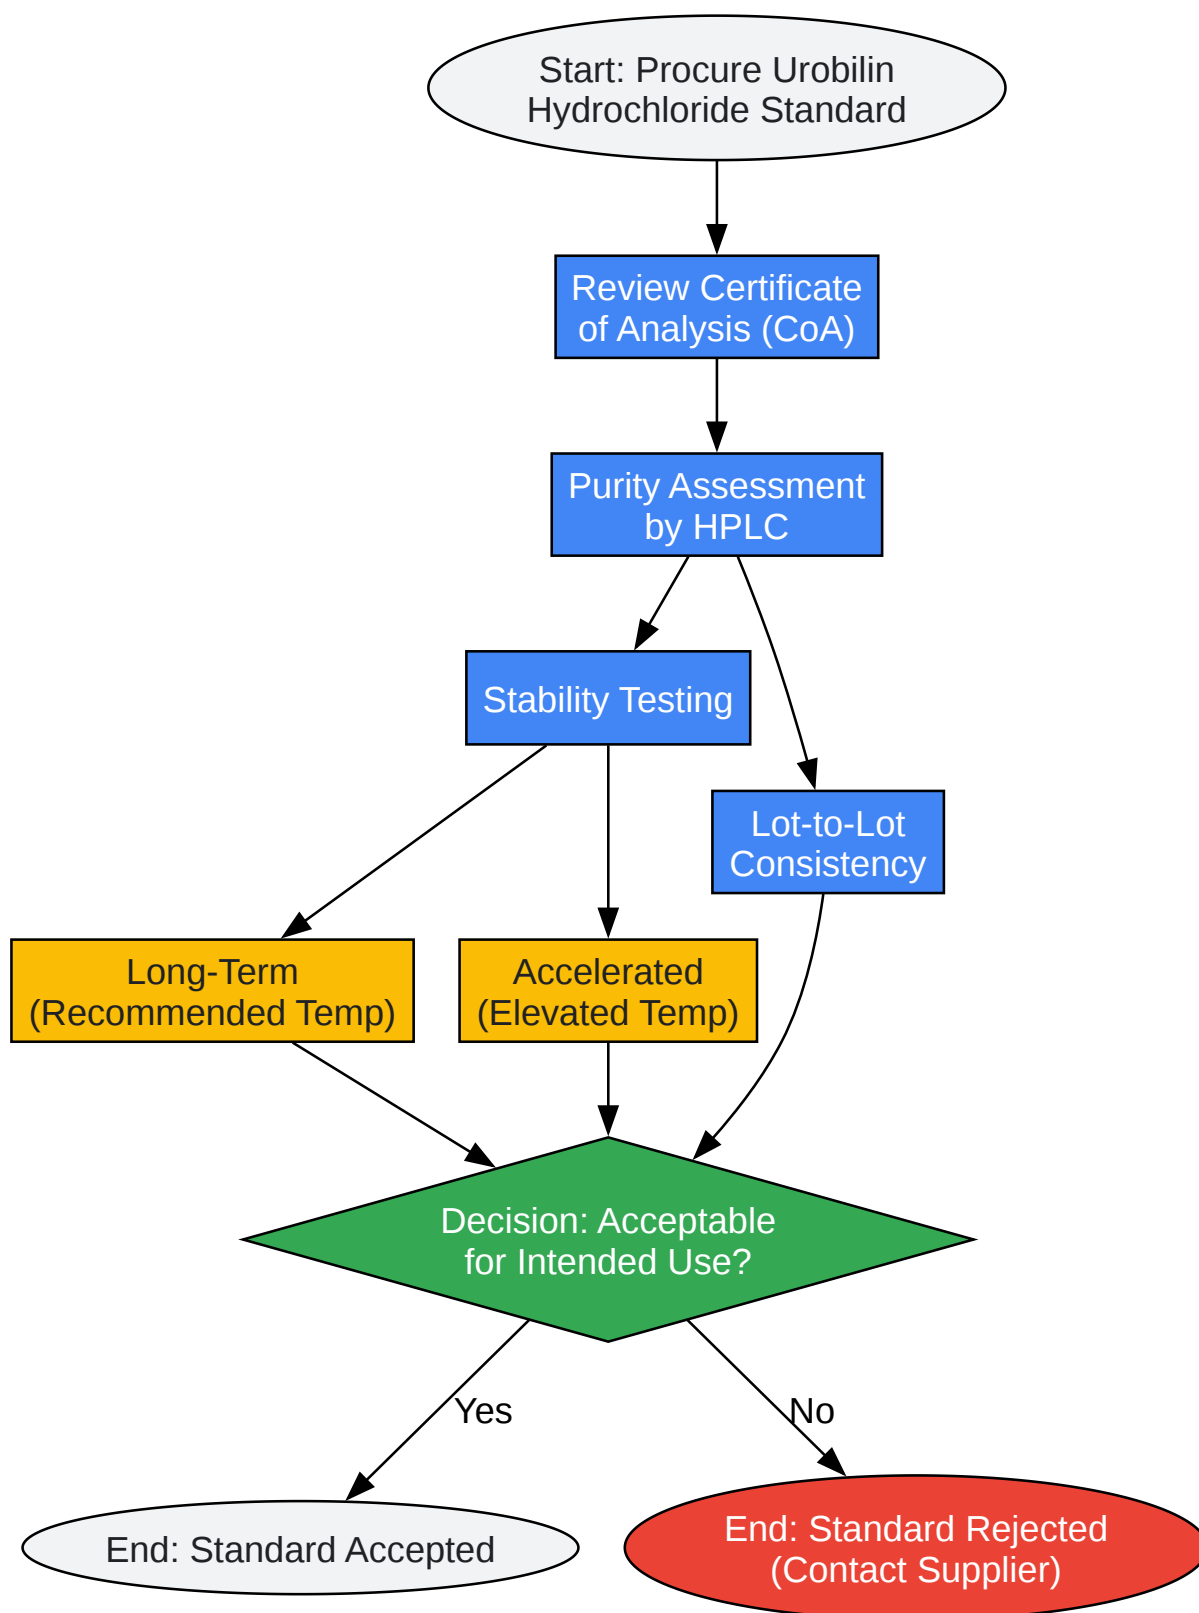 Start: Procure Urobilin
Hydrochloride Standard
Review Certificate
of Analysis (CoA)
Purity Assessment
by HPLC
Stability Testing
Lot-to-Lot
Consistency
Long-Term
(Recommended Temp)
Accelerated
(Elevated Temp)
Decision: Acceptable
for Intended Use?
Yes
No
End: Standard Accepted
End: Standard Rejected
(Contact Supplier)